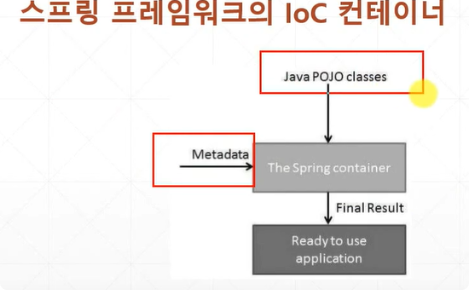 스프링 프레임워크의 IoC 컨테이너
Java POJO classes
Metadata
The Spring container
Final Result
Ready to use
application